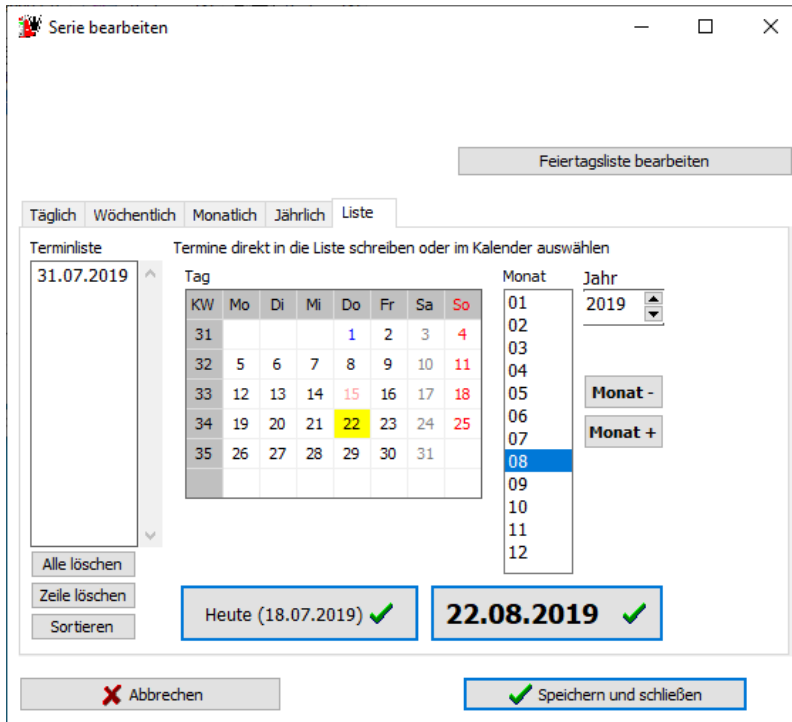 Serie bearbeiten
Feiertagsliste bearbeiten
Täglich Wöchentlich Monatlich Jährlich Liste
Terminliste
31.07.2019
Alle löschen
Zeile löschen
Sortieren
Termine direkt in die Liste schreiben oder im Kalender auswählen
Tag
KW Mo Di Mi Do Fr Sa So
31 1 2 3 4
32 5 6 7 8 9 10 11
33 12 13 14 15 16 17 18
34 19 20 21 22 23 24 25
35 26 27 28 29 30 31
Monat
01
02
03
04
05
06
07
08
09
10
11
12
Jahr
2019
Monat -
Monat +
Heute (18.07.2019)
22.08.2019
Abbrechen
Speichern und schließen